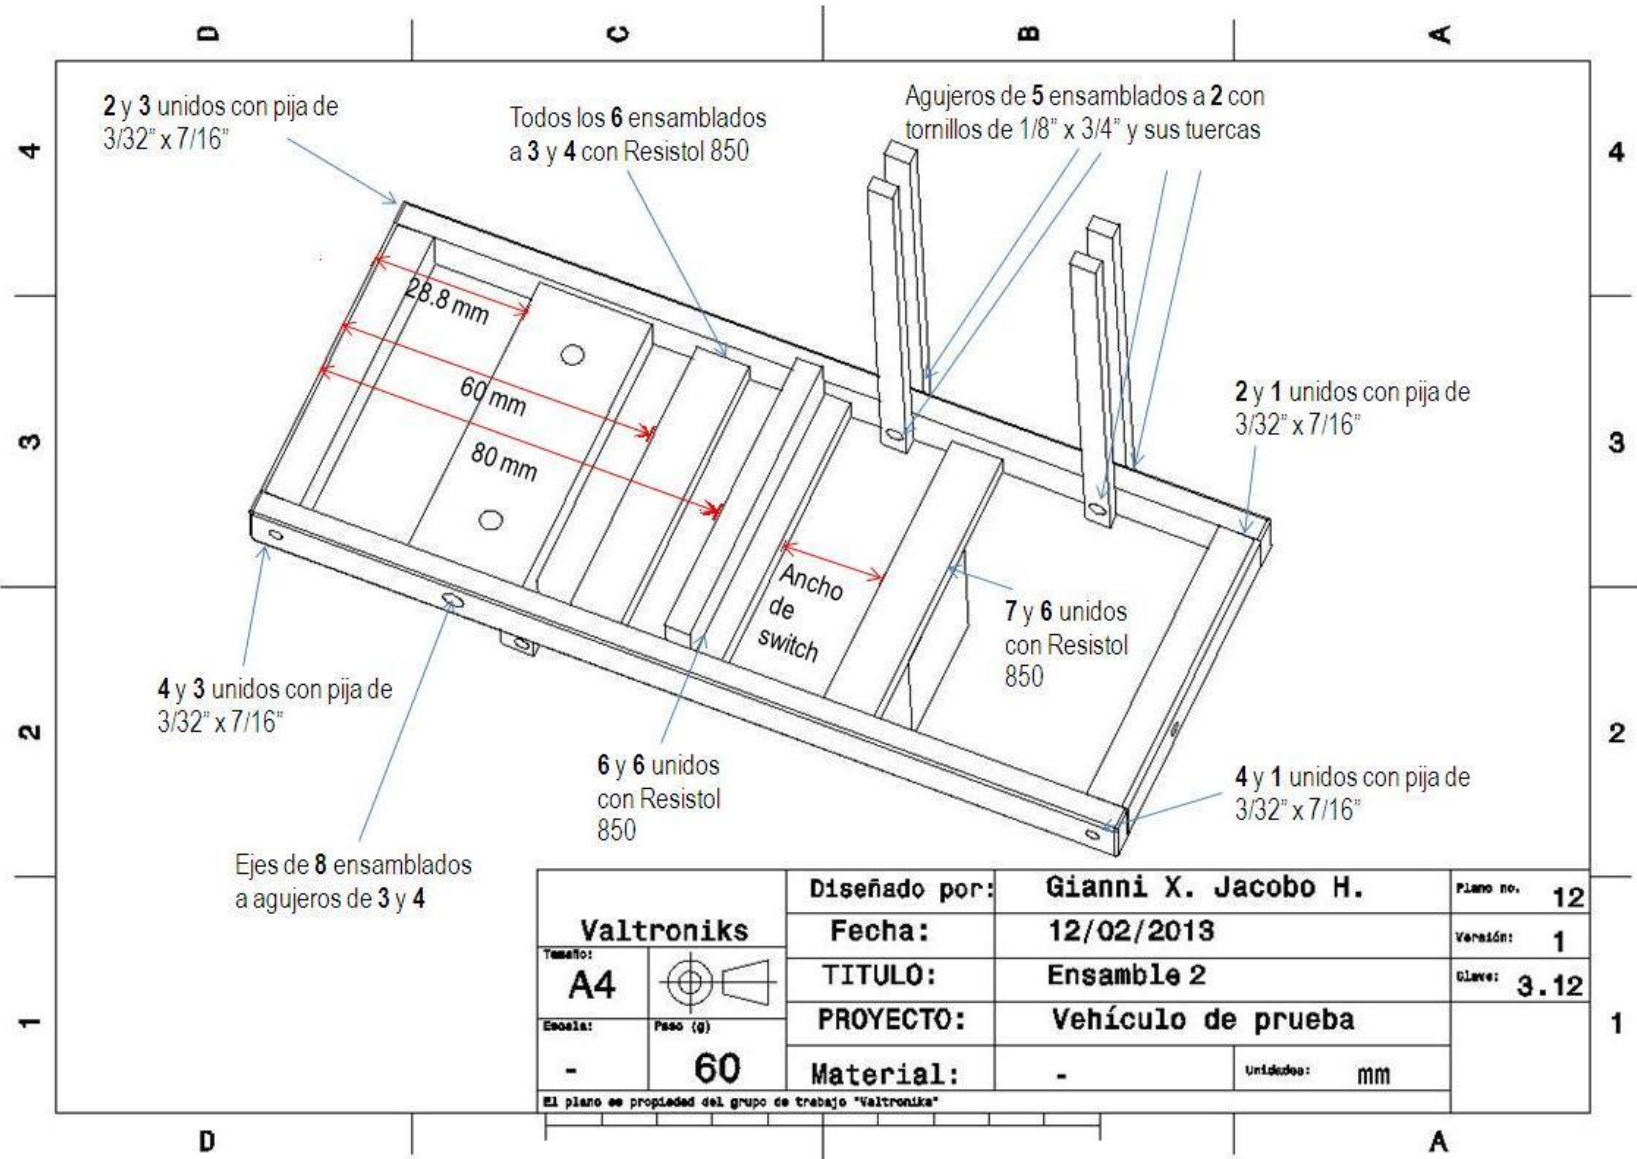 D
C
B
A
4
4
3
3
2
2
1
1
D
A
2 y 3 unidos con pija de
3/32" x 7/16"
Todos los 6 ensamblados
a 3 y 4 con Resistol 850
Agujeros de 5 ensamblados a 2 con
tornillos de 1/8" x 3/4" y sus tuercas
28.8 mm
60 mm
80 mm
2 y 1 unidos con pija de
3/32" x 7/16"
Ancho
de
switch
7 y 6 unidos
con Resistol
850
4 y 3 unidos con pija de
3/32" x 7/16"
6 y 6 unidos
con Resistol
850
4 y 1 unidos con pija de
3/32" x 7/16"
Ejes de 8 ensamblados
a agujeros de 3 y 4
Valtroniks
Diseñado por:
Gianni X. Jacobo H.
Plano no.
12
Fecha:
12/02/2013
Versión:
1
Tamaño:
A4
TITULO:
Ensamble 2
Clave:
3.12
Escala:
-
Peso (g)
60
PROYECTO:
Vehículo de prueba
Material:
-
Unidades:
mm
El plano es propiedad del grupo de trabajo "Valtroniks"